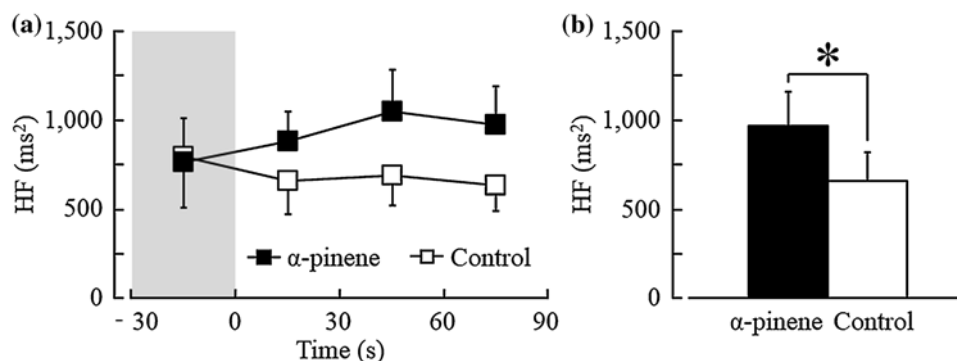 (a)
1,500
1,000
500
0
HF (ms²)
α-pinene
Control
- 30
0
30
60
90
Time (s)
(b)
*
1,500
1,000
500
0
HF (ms²)
α-pinene Control